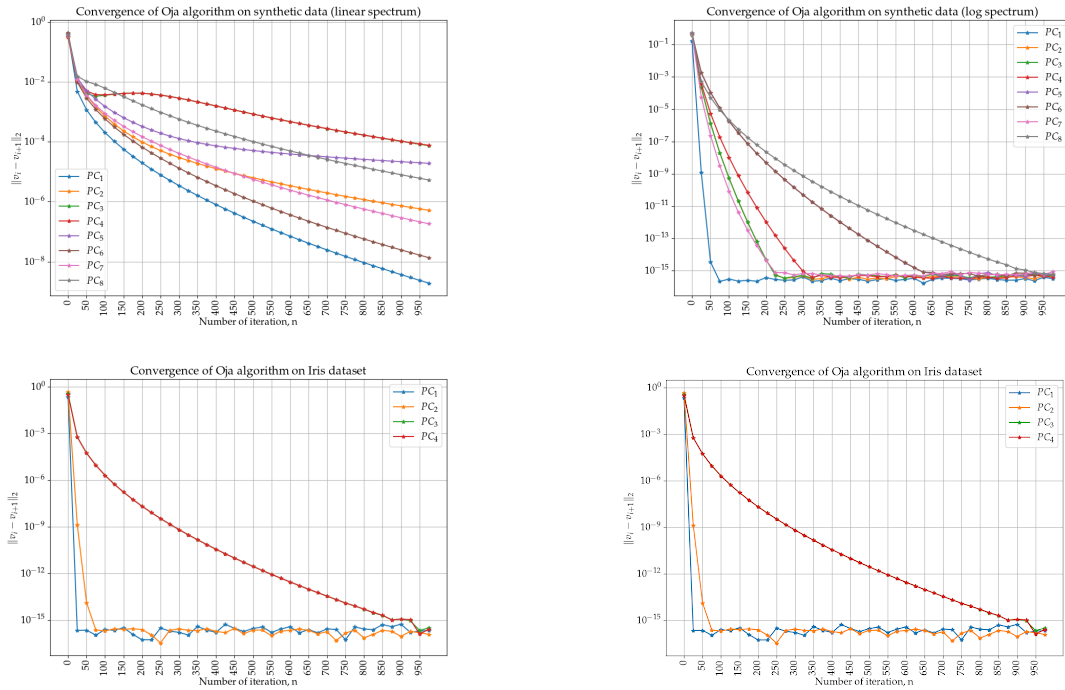 Convergence of Oja algorithm on synthetic data (linear spectrum)
10^0
10^-2
10^-4
10^-6
10^-8
‖v_i − v_{i+1}‖_2
PC_1
PC_2
PC_3
PC_4
PC_5
PC_6
PC_7
PC_8
0
50
100
150
200
250
300
350
400
450
500
550
600
650
700
750
800
850
900
950
Number of iteration, n
Convergence of Oja algorithm on synthetic data (log spectrum)
10^-1
10^-3
10^-5
10^-7
10^-9
10^-11
10^-13
10^-15
‖v_i − v_{i+1}‖_2
PC_1
PC_2
PC_3
PC_4
PC_5
PC_6
PC_7
PC_8
0
50
100
150
200
250
300
350
400
450
500
550
600
650
700
750
800
850
900
950
Number of iteration, n
Convergence of Oja algorithm on Iris dataset
10^0
10^-3
10^-6
10^-9
10^-12
10^-15
‖v_i − v_{i+1}‖_2
PC_1
PC_2
PC_3
PC_4
0
50
100
150
200
250
300
350
400
450
500
550
600
650
700
750
800
850
900
950
Number of iteration, n
Convergence of Oja algorithm on Iris dataset
10^0
10^-3
10^-6
10^-9
10^-12
10^-15
‖v_i − v_{i+1}‖_2
PC_1
PC_2
PC_3
PC_4
0
50
100
150
200
250
300
350
400
450
500
550
600
650
700
750
800
850
900
950
Number of iteration, n